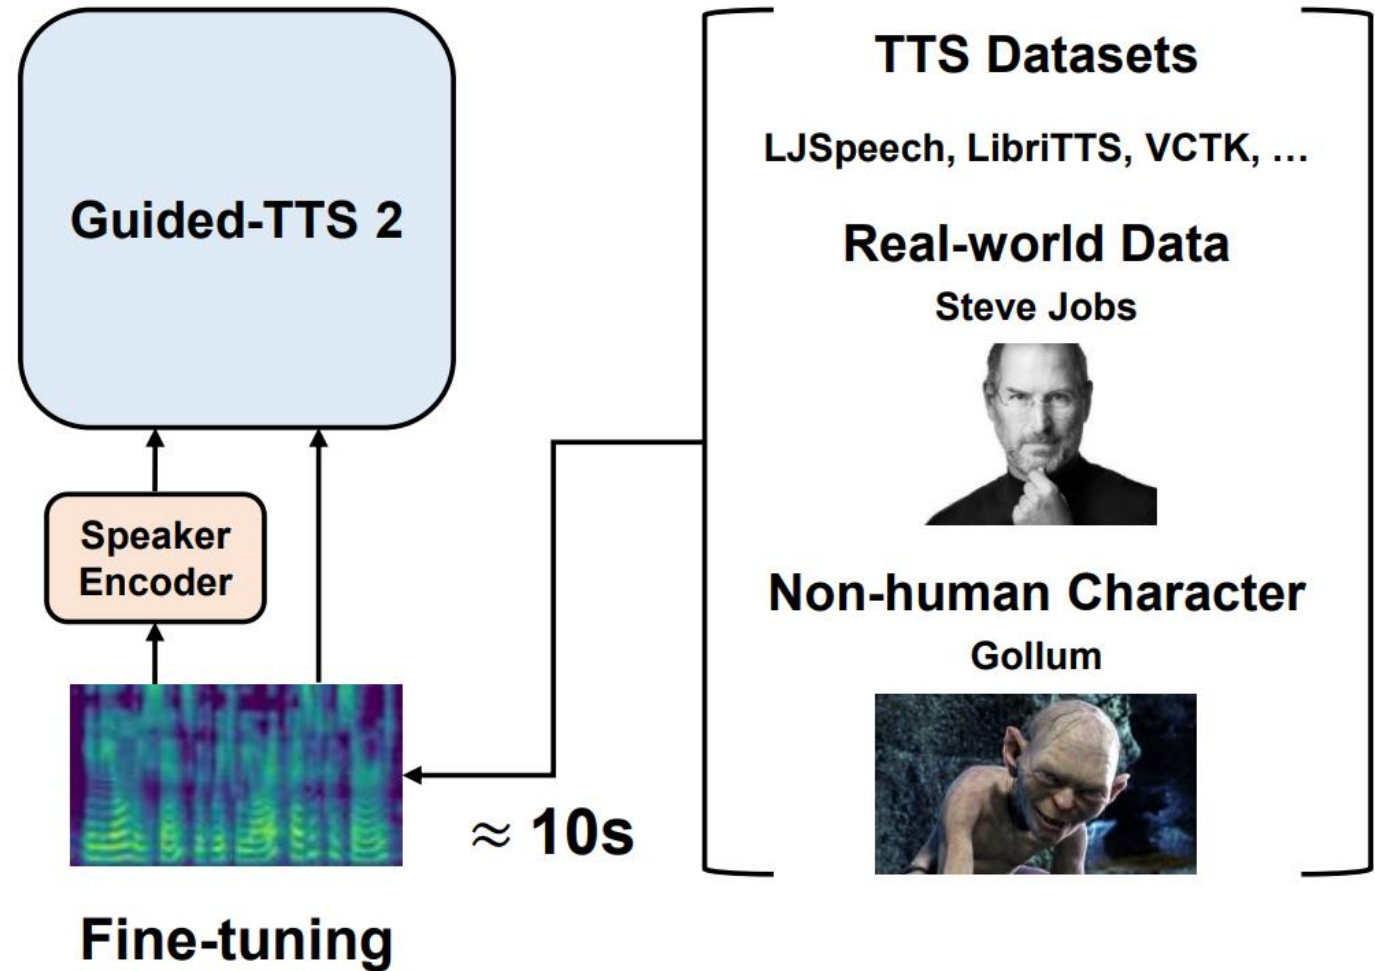 Guided-TTS 2
Speaker
Encoder
≈ 10s
Fine-tuning
TTS Datasets
LJSpeech, LibriTTS, VCTK, ...
Real-world Data
Steve Jobs
Non-human Character
Gollum